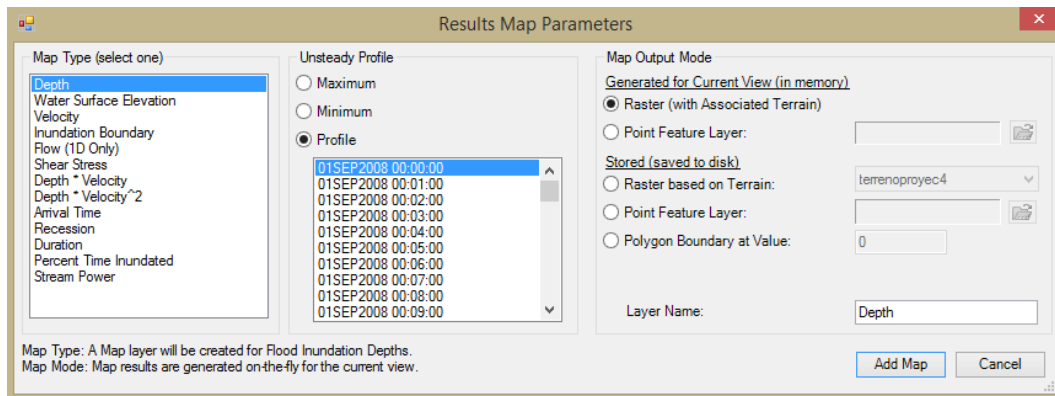 Results Map Parameters
Map Type (select one)
Depth
Water Surface Elevation
Velocity
Inundation Boundary
Flow (1D Only)
Shear Stress
Depth * Velocity
Depth * Velocity^2
Arrival Time
Recession
Duration
Percent Time Inundated
Stream Power
Unsteady Profile
Maximum
Minimum
Profile
01SEP2008 00:00:00
01SEP2008 00:01:00
01SEP2008 00:02:00
01SEP2008 00:03:00
01SEP2008 00:04:00
01SEP2008 00:05:00
01SEP2008 00:06:00
01SEP2008 00:07:00
01SEP2008 00:08:00
01SEP2008 00:09:00
Map Output Mode
Generated for Current View (in memory)
Raster (with Associated Terrain)
Point Feature Layer:
Stored (saved to disk)
Raster based on Terrain: terrenoproyec4
Point Feature Layer:
Polygon Boundary at Value: 0
Layer Name: Depth
Map Type: A Map layer will be created for Flood Inundation Depths.
Map Mode: Map results are generated on-the-fly for the current view.
Add Map Cancel